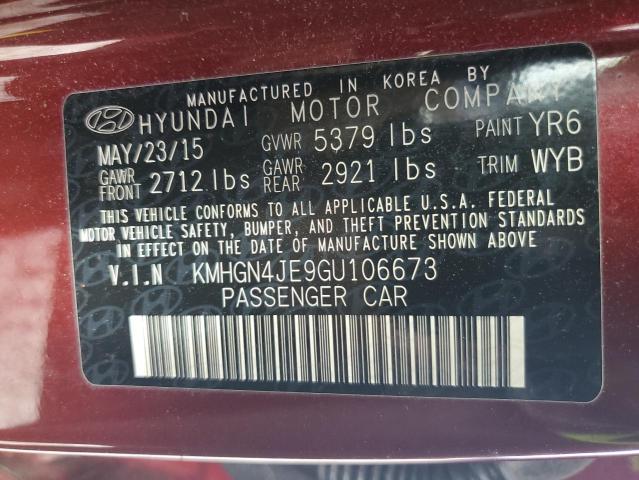 MANUFACTURED IN KOREA BY
HYUNDAI MOTOR COMPANY
MAY/23/15 GVWR 5379 lbs PAINT YR6
GAWR FRONT 2712 lbs GAWR REAR 2921 lbs TRIM WYB
THIS VEHICLE CONFORMS TO ALL APPLICABLE U.S.A. FEDERAL
MOTOR VEHICLE SAFETY, BUMPER, AND THEFT PREVENTION STANDARDS
IN EFFECT ON THE DATE OF MANUFACTURE SHOWN ABOVE.
V.I.N KMHGN4JE9GU106673
PASSENGER CAR